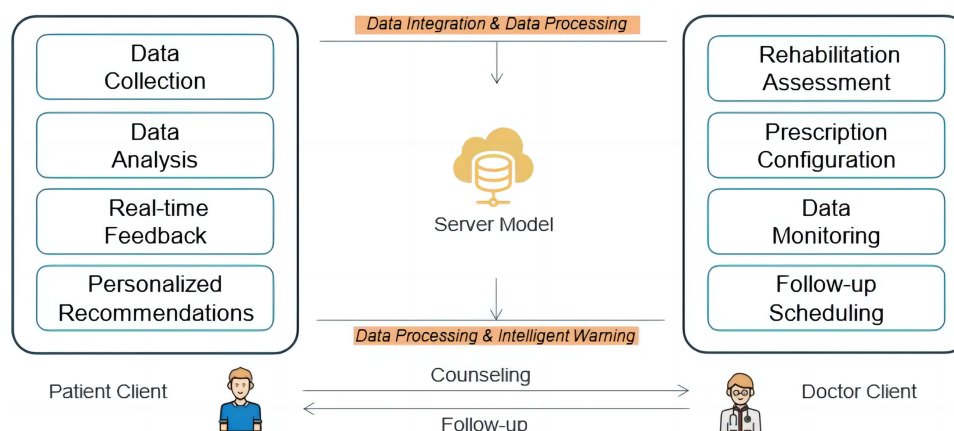 Data
Collection
Data
Analysis
Real-time
Feedback
Personalized
Recommendations
Patient Client
Data Integration & Data Processing
Server Model
Data Processing & Intelligent Warning
Counseling
Follow-up
Rehabilitation
Assessment
Prescription
Configuration
Data
Monitoring
Follow-up
Scheduling
Doctor Client